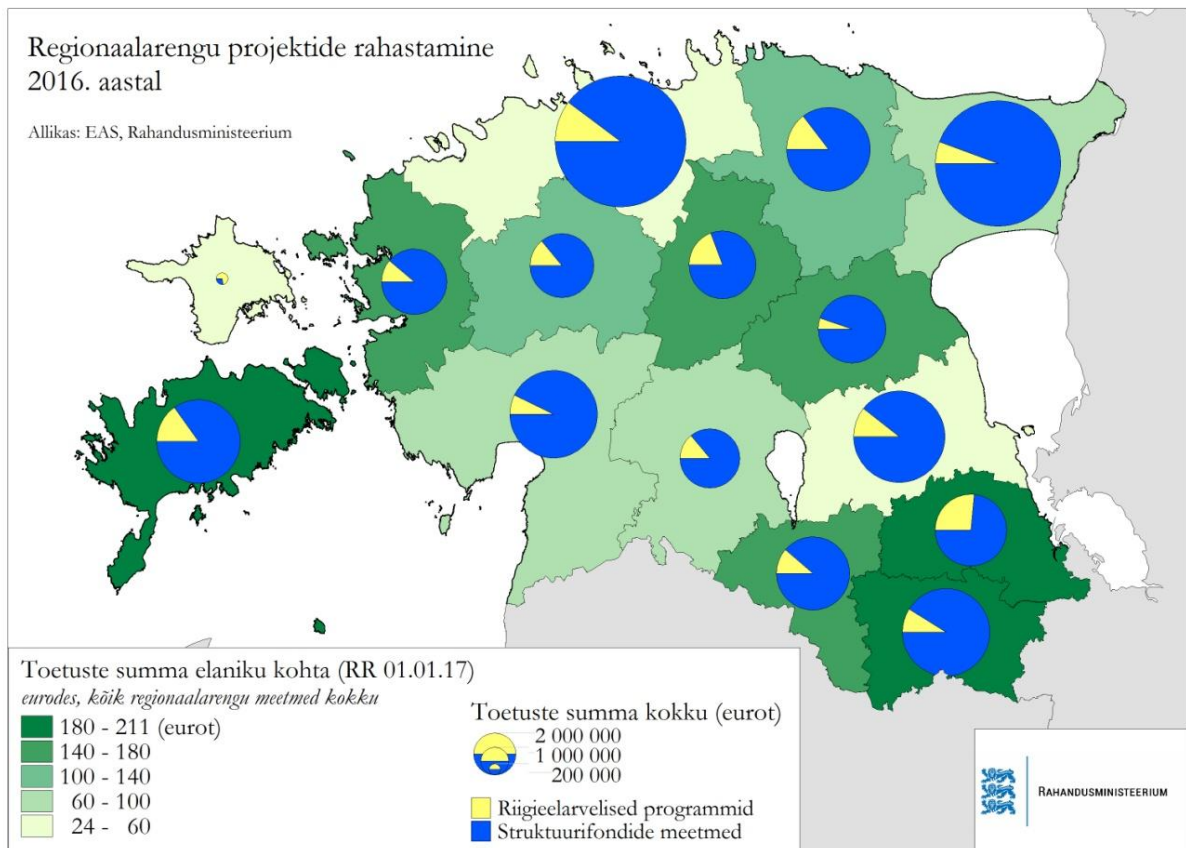 Regionaalarengu projektide rahastamine
2016. aastal
Allikas: EAS, Rahandusministeerium
Toetuste summa elaniku kohta (RR 01.01.17)
eurodes, kõik regionaalarengu meetmed kokku
180 - 211 (eurot)
140 - 180
100 - 140
60 - 100
24 - 60
Toetuste summa kokku (eurot)
2 000 000
1 000 000
200 000
Riigieelarvelised programmid
Struktuurifondide meetmed
RAHANDUSMINISTEERIUM